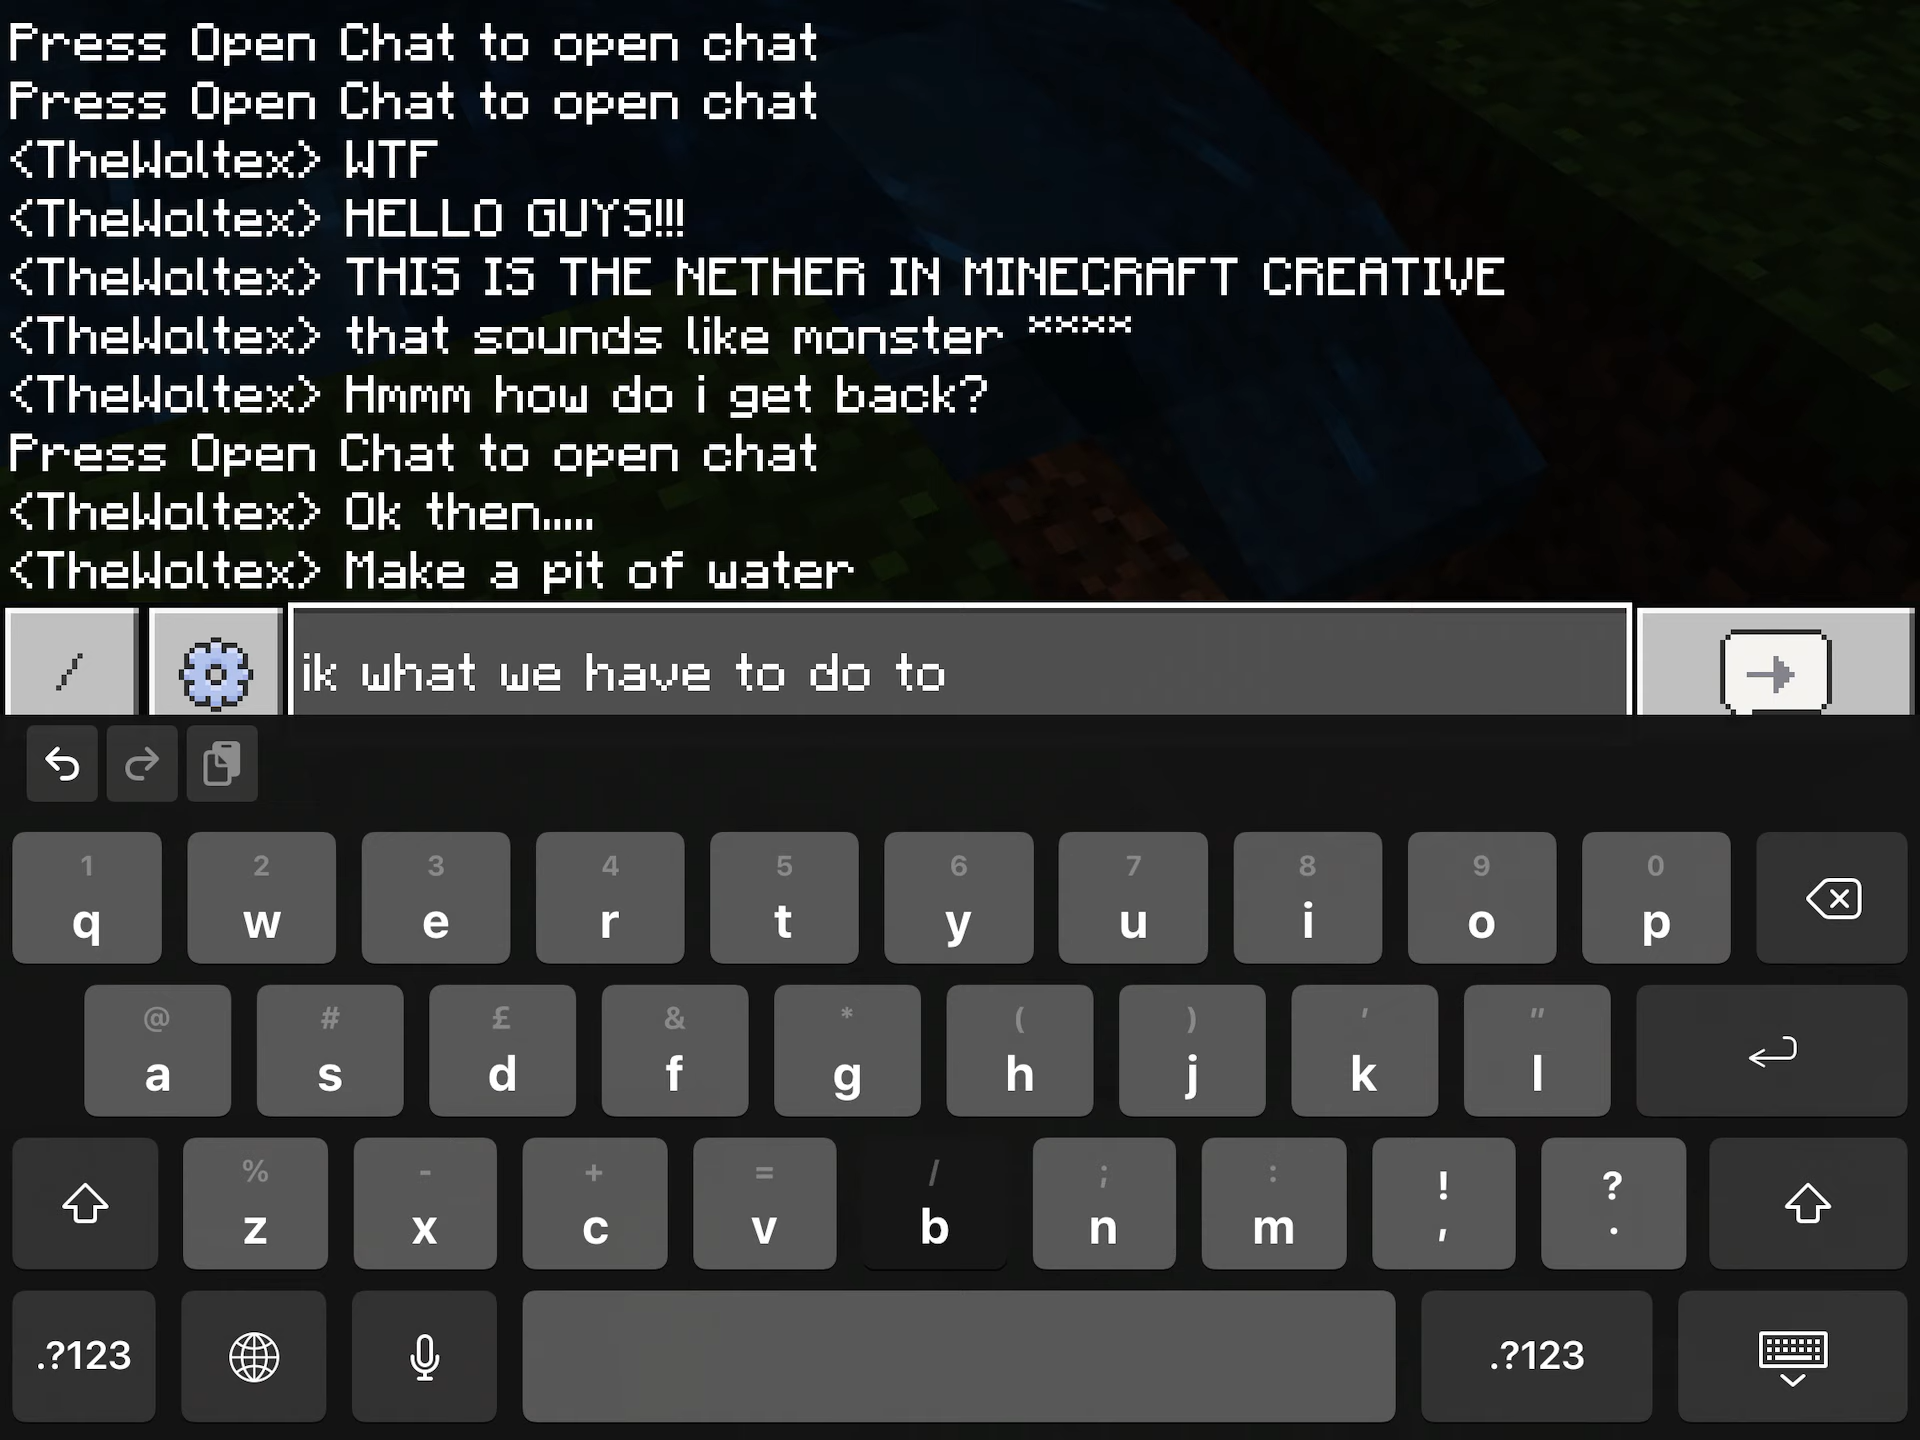 Press Open Chat to open chat
Press Open Chat to open chat
<TheWoltex> WTF
<TheWoltex> HELLO GUYS!!!
<TheWoltex> THIS IS THE NETHER IN MINECRAFT CREATIVE
<TheWoltex> that sounds like monster ****
<TheWoltex> Hmmm how do i get back?
Press Open Chat to open chat
<TheWoltex> Ok then.....
<TheWoltex> Make a pit of water
/ ik what we have to do to
1 2 3 4 5 6 7 8 9 0
q w e r t y u i o p
@ # £ & * ( ) ' "
a s d f g h j k l
% - + = / ; : ! ?
z x c v b n m , .
.?123 .?123